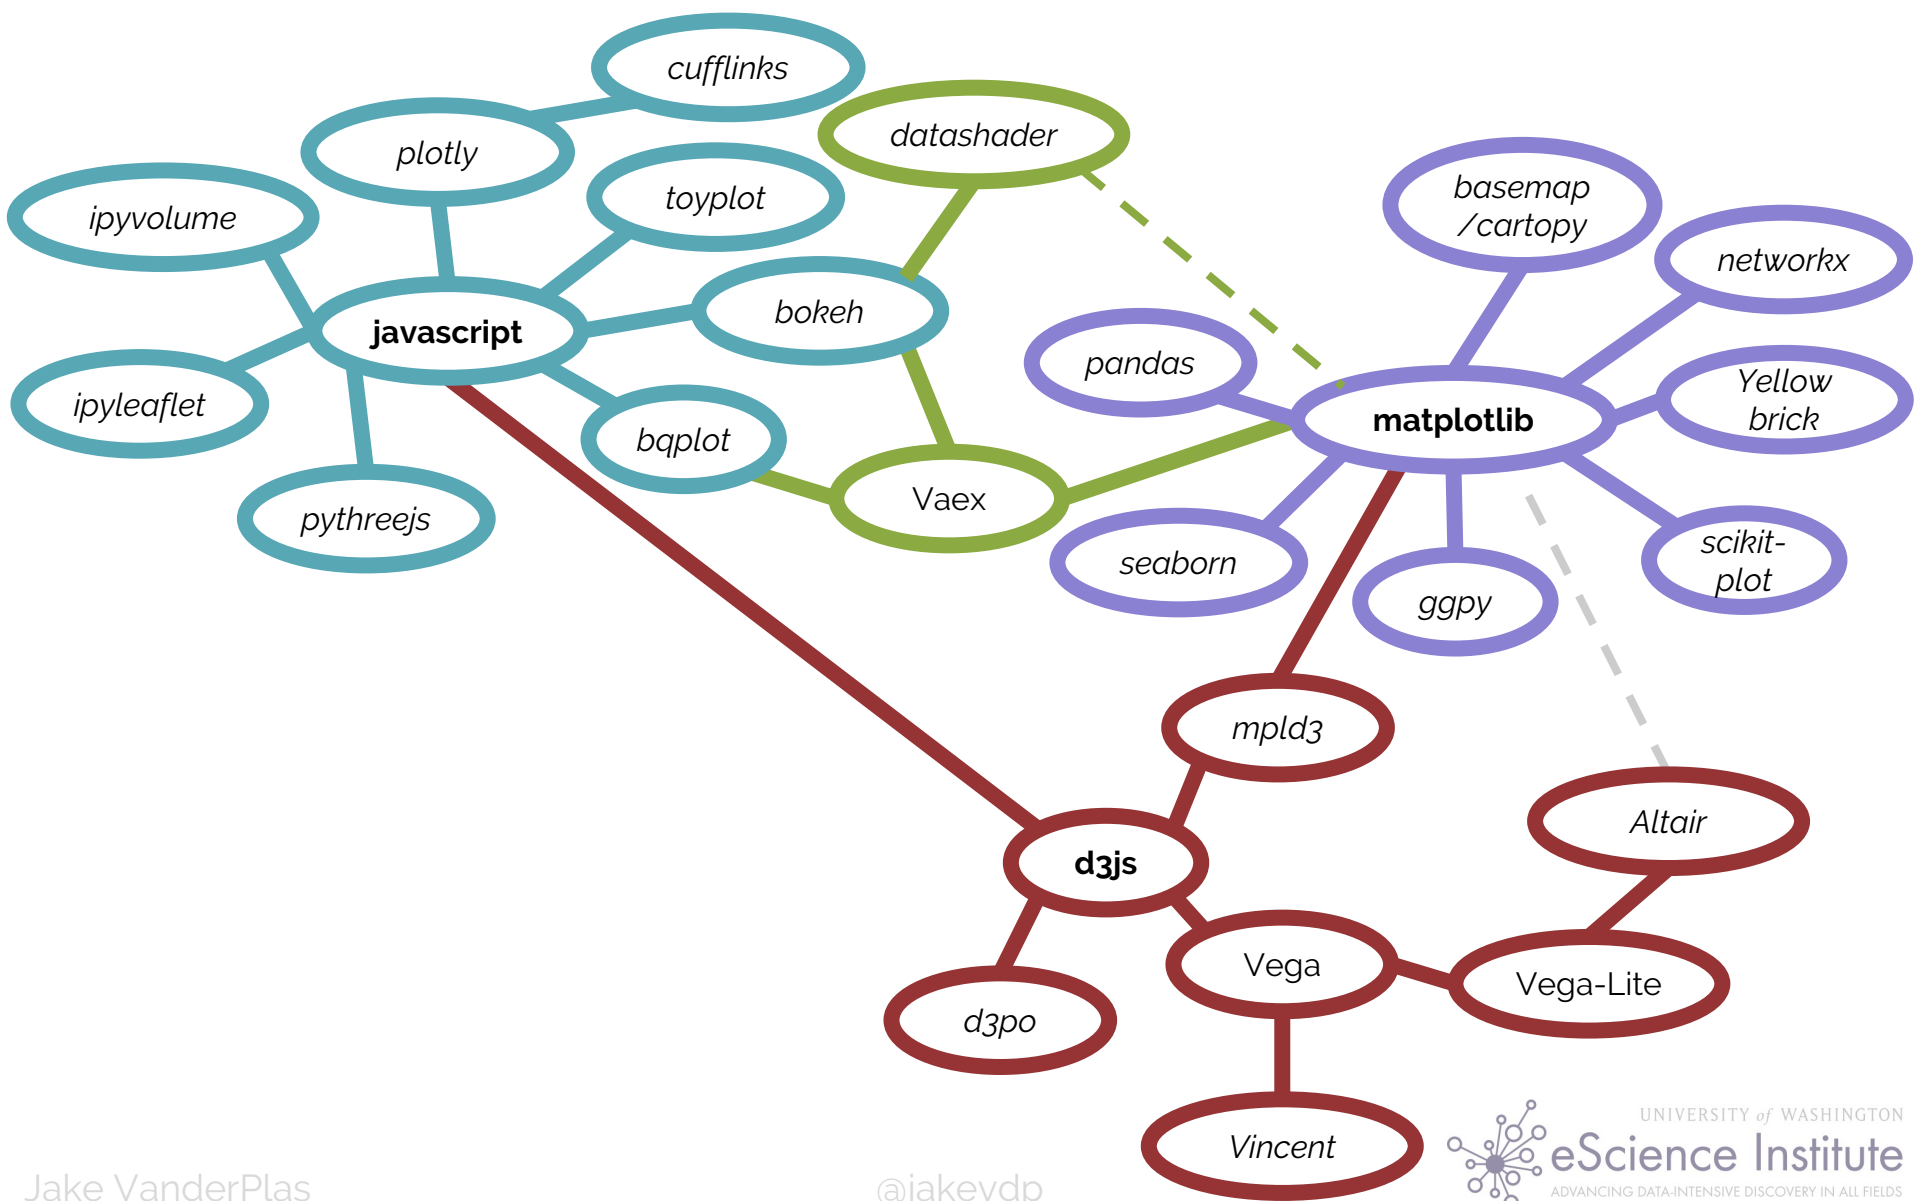 cufflinks
plotly
datashader
toyplot
ipyvolume
basemap
/cartopy
networkx
bokeh
javascript
pandas
ipyleaflet
bqplot
matplotlib
Yellow
brick
Vaex
pythreejs
seaborn
ggpy
scikit-
plot
mpld3
Altair
d3js
Vega
Vega-Lite
d3po
Vincent
UNIVERSITY of WASHINGTON
eScience Institute
ADVANCING DATA-INTENSIVE DISCOVERY IN ALL FIELDS
Jake VanderPlas
@jakevdp